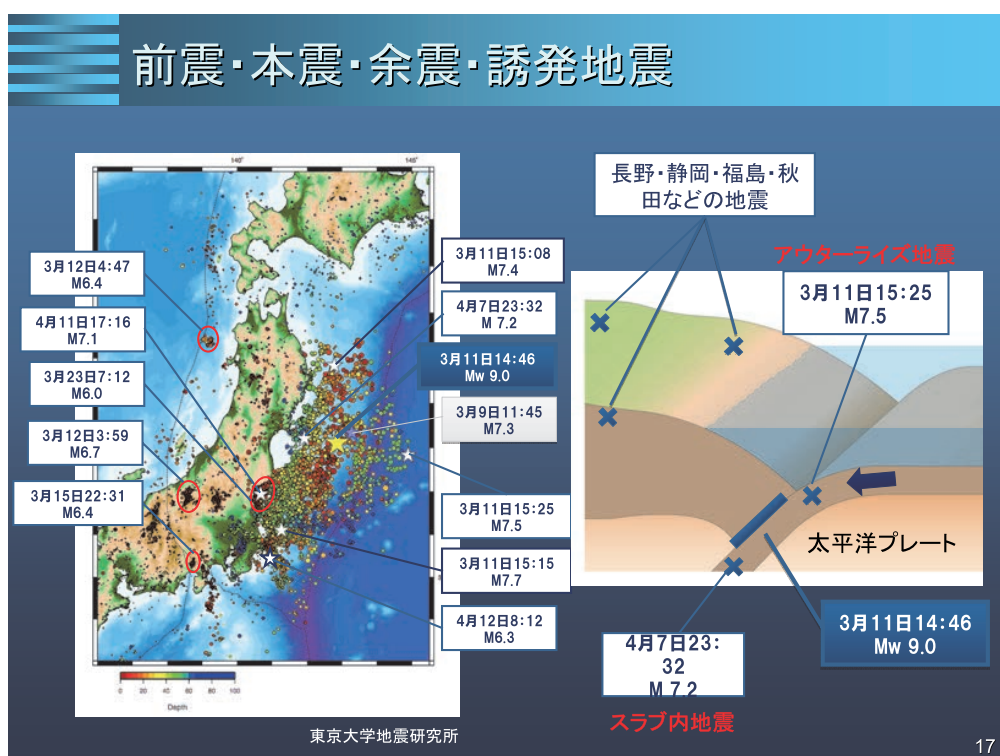 前震・本震・余震・誘発地震
140°
145°
3月12日4:47
M6.4
4月11日17:16
M7.1
3月23日7:12
M6.0
3月12日3:59
M6.7
3月15日22:31
M6.4
3月11日15:08
M7.4
4月7日23:32
M 7.2
3月11日14:46
Mw 9.0
3月9日11:45
M7.3
3月11日15:25
M7.5
3月11日15:15
M7.7
4月12日8:12
M6.3
0 20 40 60 80 100
Depth
東京大学地震研究所
長野・静岡・福島・秋
田などの地震
アウターライズ地震
3月11日15:25
M7.5
太平洋プレート
3月11日14:46
Mw 9.0
4月7日23:
32
M 7.2
スラブ内地震
17